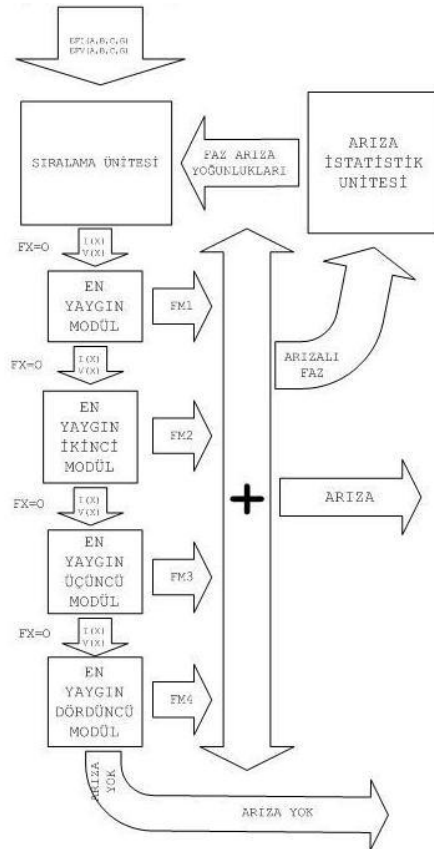 EFI(A,B,C,G)
EFV(A,B,C,G)
SIRALAMA ÜNİTESİ
FAZ ARIZA
YOĞUNLUKLARI
ARIZA
İSTATİSTİK
UNİTESİ
FX=0
I(X)
V(X)
EN
YAYGIN
MODÜL
FM1
ARIZALI
FAZ
FX=0
I(X)
V(X)
EN
YAYGIN
İKİNCİ
MODÜL
FM2
+
ARIZA
FX=0
I(X)
V(X)
EN
YAYGIN
ÜÇÜNCÜ
MODÜL
FM3
FX=0
I(X)
V(X)
EN
YAYGIN
DÖRDÜNCÜ
MODÜL
FM4
ARIZA
YOK
ARIZA YOK